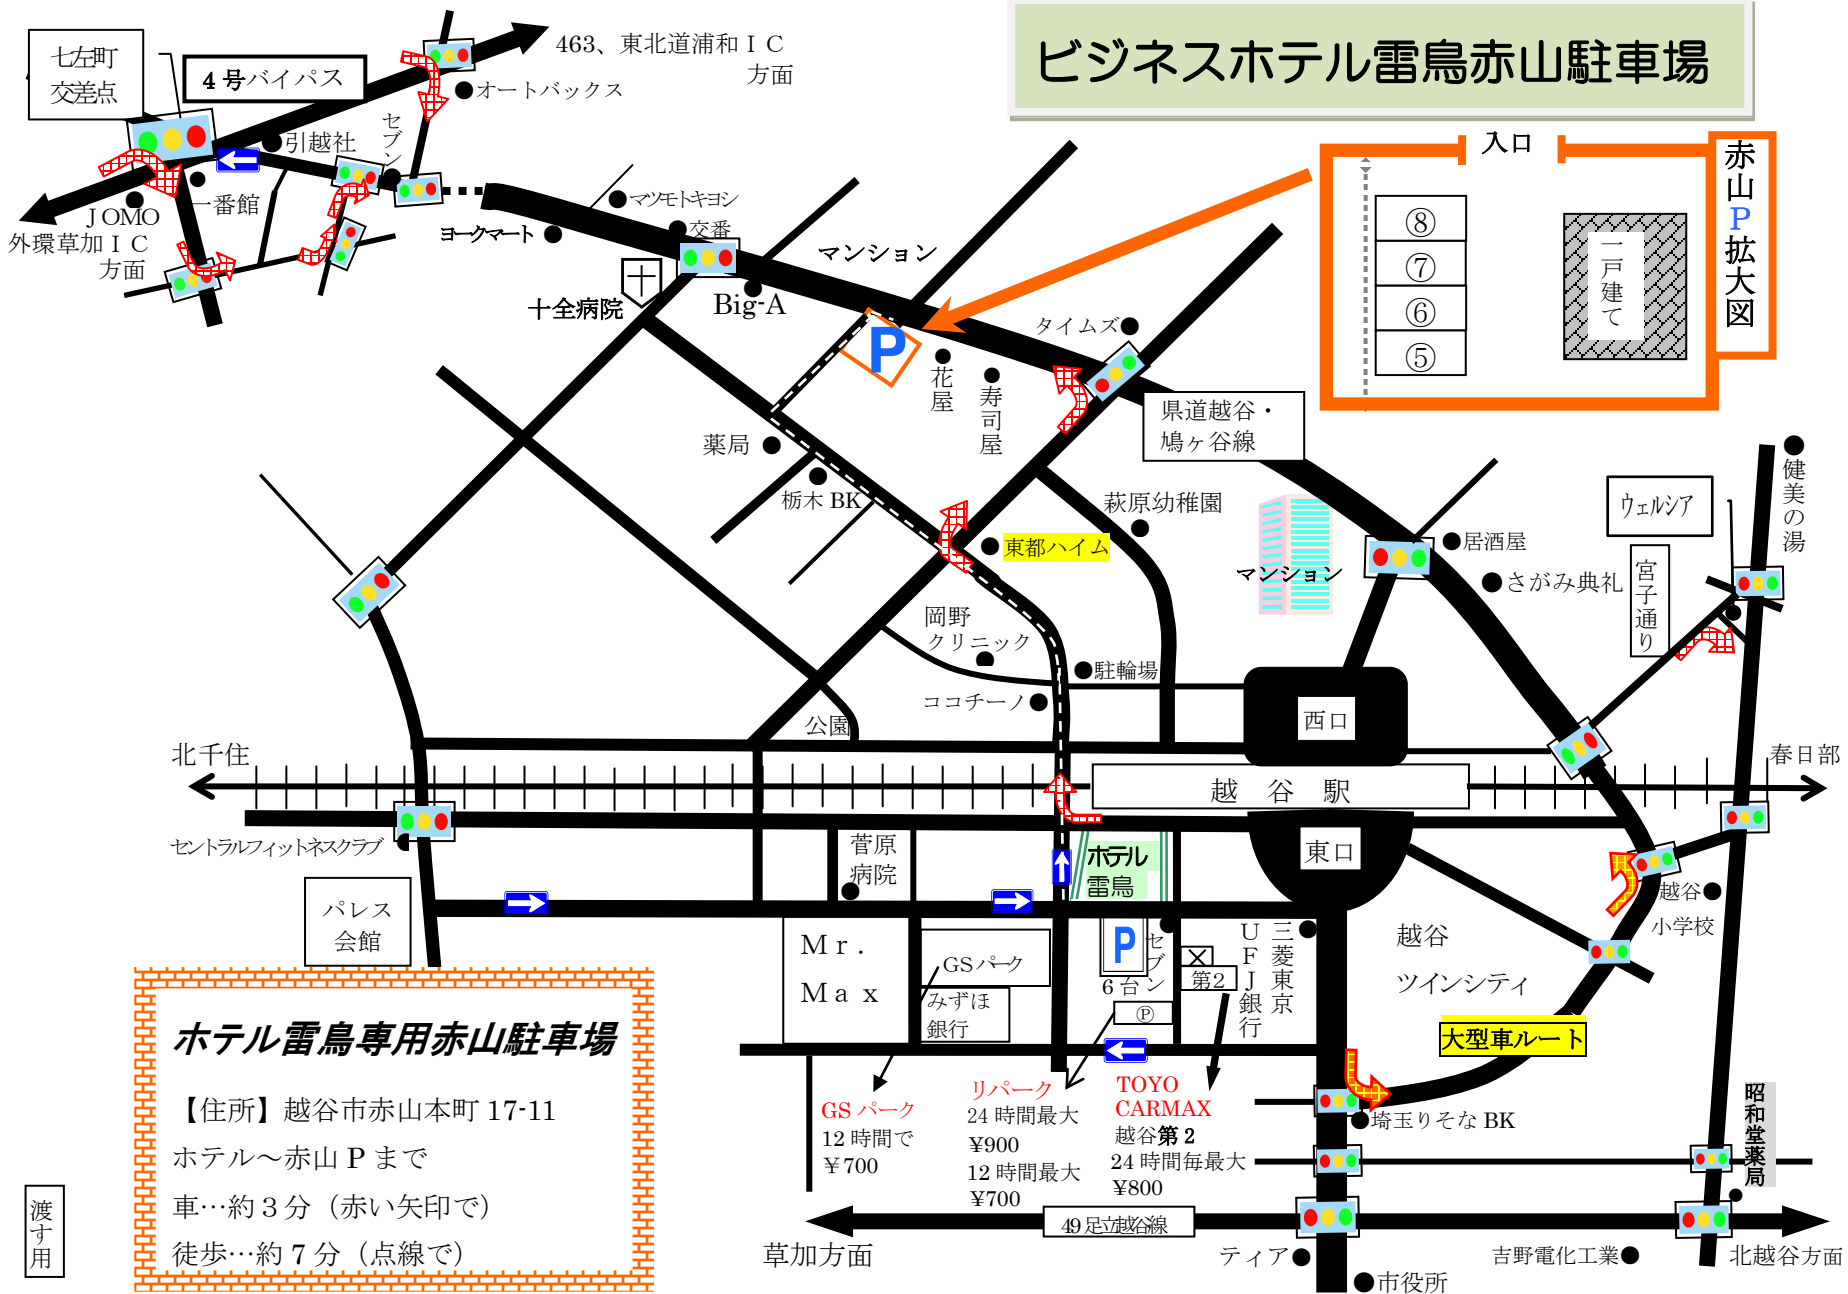 ビジネスホテル雷鳥赤山駐車場
七左町
交差点
4号バイパス
463、東北道浦和ＩＣ
方面
オートバックス
引越社
セブン
一番館
JOMO
外環草加ＩＣ
方面
マツモトキヨシ
交番
ヨークマート
マンション
十
十全病院
Big-A
P
花屋
寿司屋
タイムズ
県道越谷・
鳩ヶ谷線
入口
⑧
⑦
⑥
⑤
一戸建て
赤山P拡大図
薬局
栃木 BK
萩原幼稚園
東都ハイム
マンション
居酒屋
さがみ典礼
ウェルシア
宮子通り
健美の湯
岡野
クリニック
駐輪場
ココチーノ
公園
西口
北千住
越谷駅
春日部
セントラルフィットネスクラブ
菅原
病院
ホテル
雷鳥
東口
越谷
小学校
パレス
会館
Ｍｒ.
Ｍａｘ
GSパーク
みずほ
銀行
P
6台
セブン
第2
Ⓟ
三菱東京
ＵＦＪ銀行
越谷
ツインシティ
大型車ルート
GS パーク
12 時間で
￥700
リパーク
24 時間最大
¥900
12 時間最大
¥700
TOYO
CARMAX
越谷第 2
24 時間毎最大
¥800
埼玉りそな BK
昭和堂薬局
49 足立越谷線
草加方面
ティア
市役所
吉野電化工業
北越谷方面
ホテル雷鳥専用赤山駐車場
【住所】越谷市赤山本町 17-11
ホテル～赤山 P まで
車…約３分（赤い矢印で）
徒歩…約７分（点線で）
渡す用